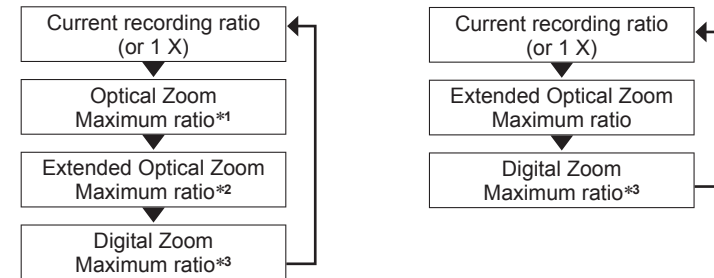 Current recording ratio
(or 1 X)
Optical Zoom
Maximum ratio*1
Extended Optical Zoom
Maximum ratio*2
Digital Zoom
Maximum ratio*3
Current recording ratio
(or 1 X)
Extended Optical Zoom
Maximum ratio
Digital Zoom
Maximum ratio*3